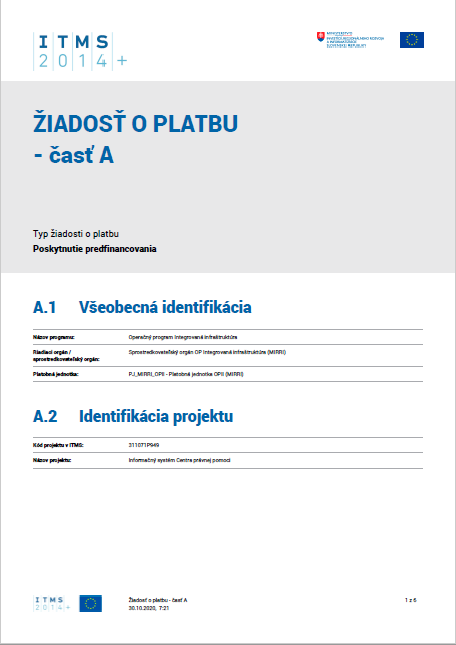 ITMS
2014+
MINISTERSTVO
INVESTÍCIÍ, REGIONÁLNEHO ROZVOJA
A INFORMATIZÁCIE
SLOVENSKEJ REPUBLIKY
ŽIADOSŤ O PLATBU
- časť A
Typ žiadosti o platbu
Poskytnutie predfinancovania
A.1 Všeobecná identifikácia
Názov programu: Operačný program Integrovaná infraštruktúra
Riadiaci orgán / Sprostredkovateľský orgán OP Integrovaná infraštruktúra (MIRRI)
sprostredkovateľský orgán:
Platobná jednotka: PJ_MIRRI_OPII - Platobná jednotka OPII (MIRRI)
A.2 Identifikácia projektu
Kód projektu v ITMS: 311071P949
Názov projektu: Informačný systém Centra právnej pomoci
ITMS
2014+
Žiadosť o platbu - časť A
30.10.2020, 7:21
1 z 6